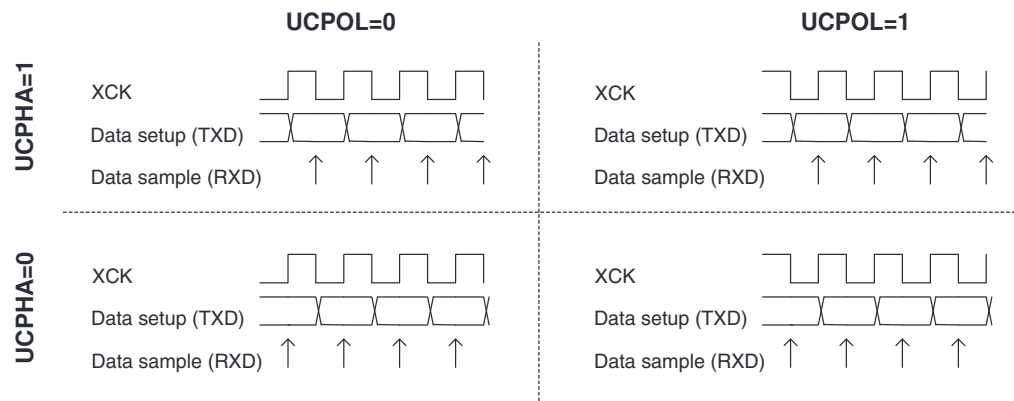 UCPOL=0
UCPOL=1
UCPHA=1
XCK
Data setup (TXD)
Data sample (RXD)
XCK
Data setup (TXD)
Data sample (RXD)
UCPHA=0
XCK
Data setup (TXD)
Data sample (RXD)
XCK
Data setup (TXD)
Data sample (RXD)